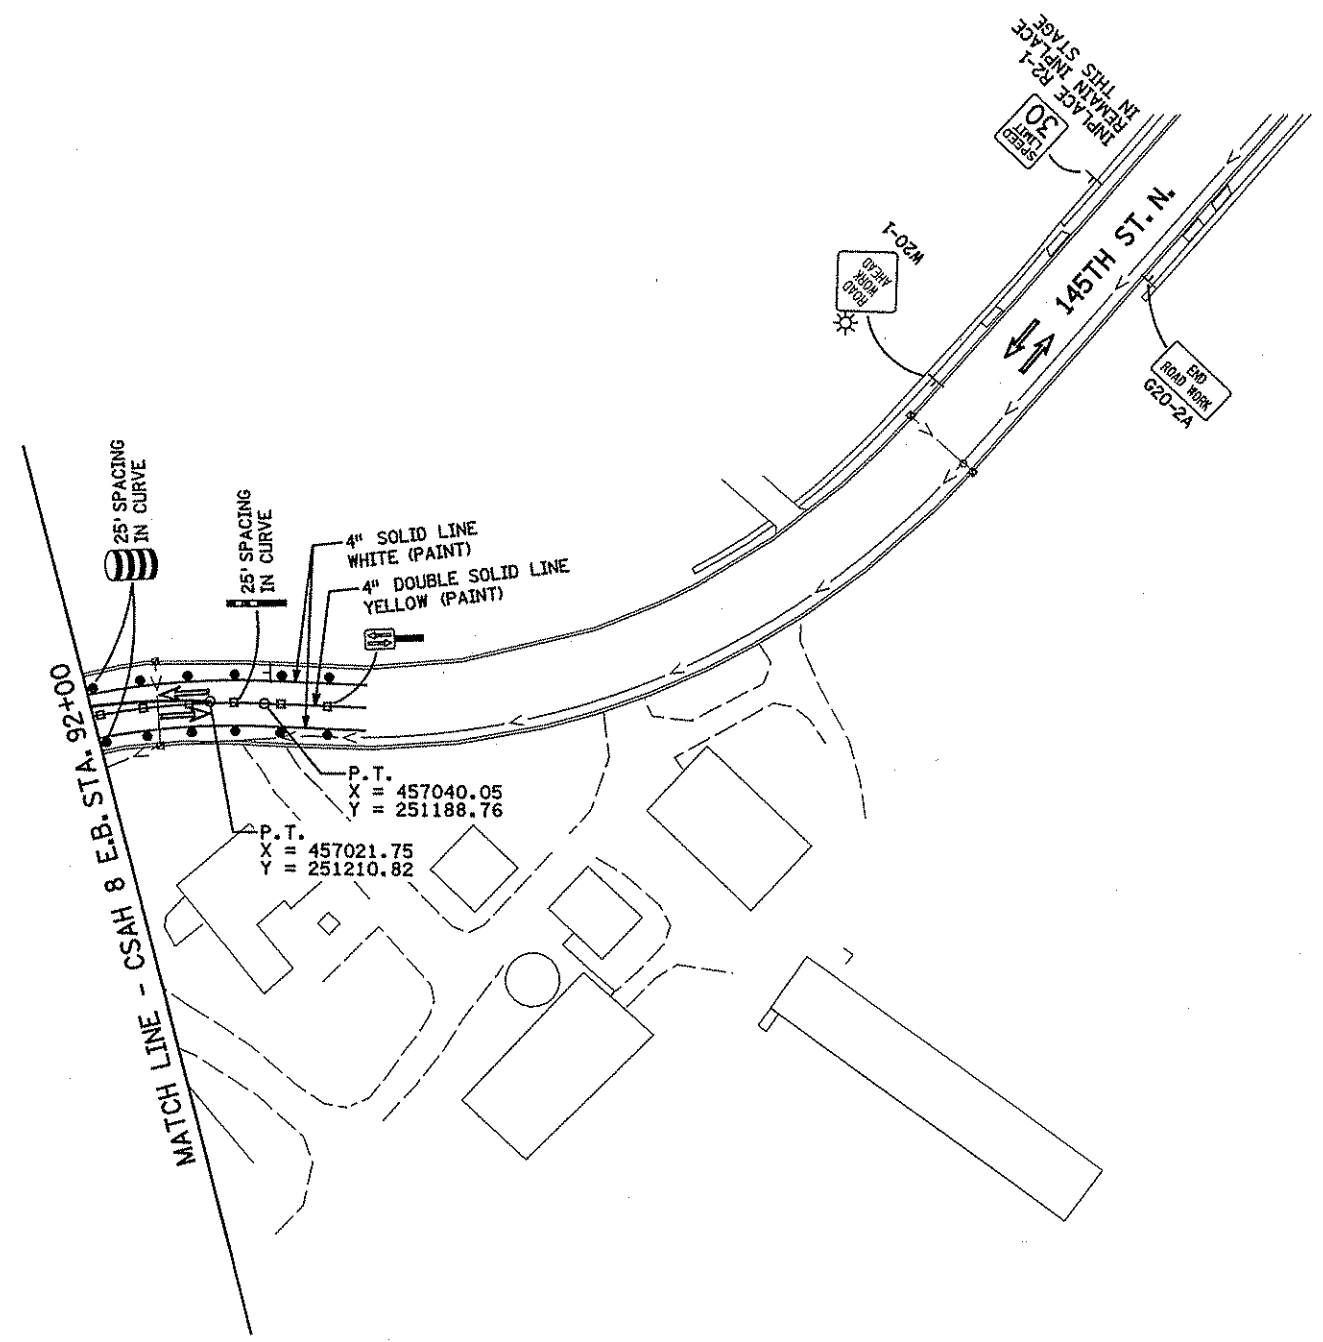 INPLACE R2-1
REMAIN INPLACE
IN THIS STAGE
SPEED
LIMIT
30
W20-1
ROAD
WORK
AHEAD
145TH ST. N.
END
ROAD WORK
G20-2A
25' SPACING
IN CURVE
25' SPACING
IN CURVE
4" SOLID LINE
WHITE (PAINT)
4" DOUBLE SOLID LINE
YELLOW (PAINT)
P.T.
X = 457040.05
Y = 251188.76
P.T.
X = 457021.75
Y = 251210.82
MATCH LINE - CSAH 8 E.B. STA. 92+00